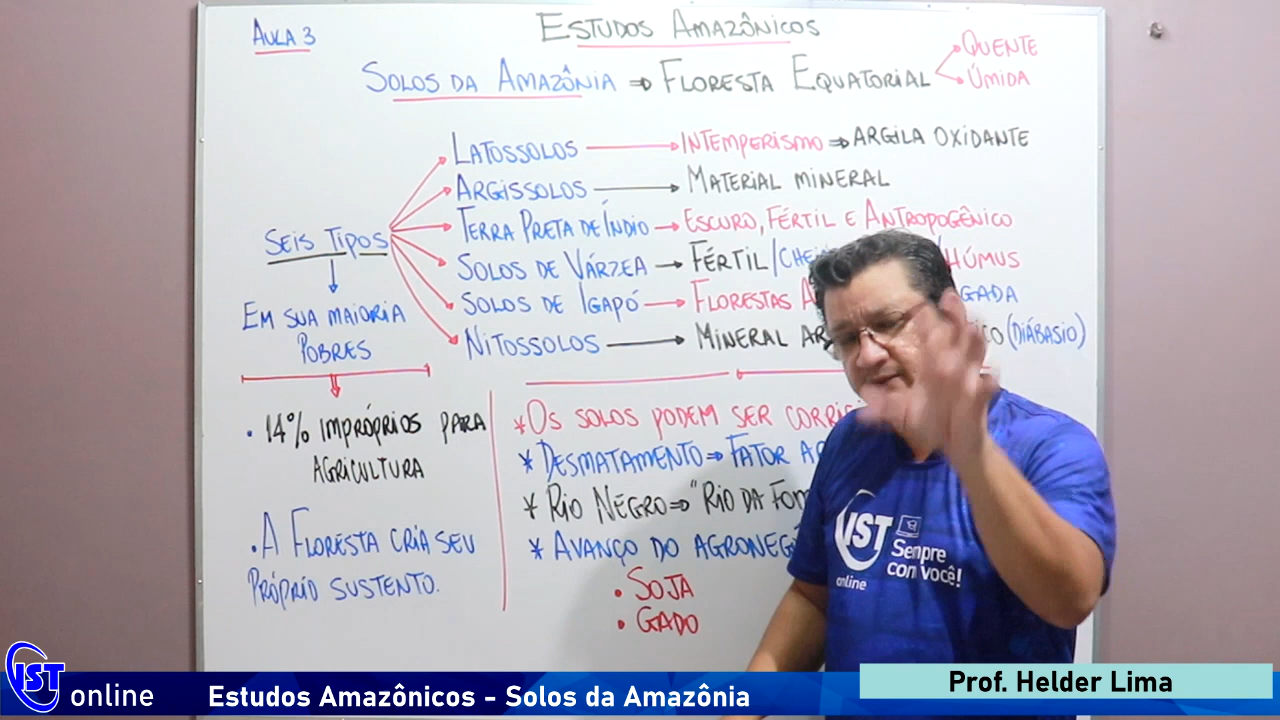 AULA 3
ESTUDOS AMAZÔNICOS
SOLOS DA AMAZÔNIA ⇒ FLORESTA EQUATORIAL
QUENTE
ÚMIDA
SEIS TIPOS
LATOSSOLOS → INTEMPERISMO ⇒ ARGILA OXIDANTE
ARGISSOLOS → MATERIAL MINERAL
TERRA PRETA DE ÍNDIO → ESCURO, FÉRTIL E ANTROPOGÊNICO
SOLOS DE VÁRZEA → FÉRTIL / HÚMUS
SOLOS DE IGAPÓ → FLORESTAS
NITOSSOLOS → MINERAL (DIÁBASIO)
EM SUA MAIORIA
POBRES
• 14% IMPRÓPRIOS PARA
AGRICULTURA
• A FLORESTA CRIA SEU
PRÓPRIO SUSTENTO.
* OS SOLOS PODEM SER
* DESMATAMENTO ⇒ FATOR
* RIO NEGRO ⇒ "RIO DA
* AVANÇO DO
• SOJA
• GADO
IST
online
Sempre
com você!
IST online
Estudos Amazônicos - Solos da Amazônia
Prof. Helder Lima